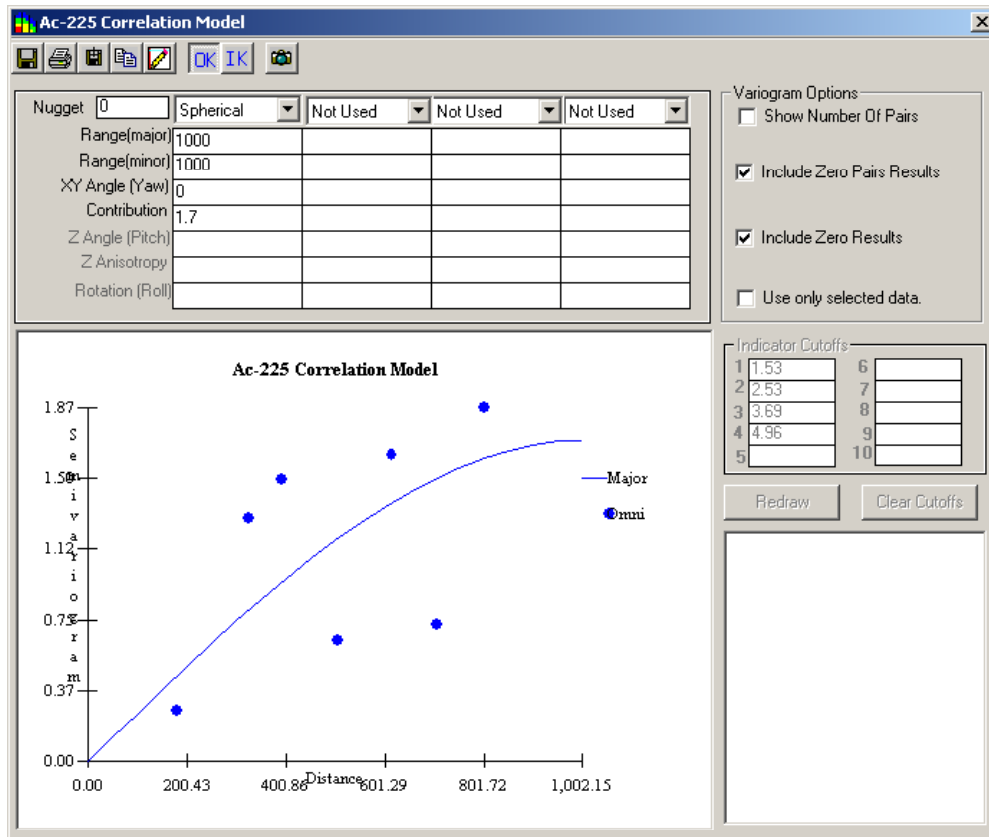 Ac-225 Correlation Model
OK IK
Nugget 0 Spherical Not Used Not Used Not Used
Range(major) 1000
Range(minor) 1000
XY Angle (Yaw) 0
Contribution 1.7
Z Angle (Pitch)
Z Anisotropy
Rotation (Roll)
Variogram Options
Show Number Of Pairs
Include Zero Pairs Results
Include Zero Results
Use only selected data.
Indicator Cutoffs
1 1.53 6
2 2.53 7
3 3.69 8
4 4.96 9
5 10
Redraw Clear Cutoffs
Ac-225 Correlation Model
Semivariogram
1.87
1.50
1.12
0.75
0.37
0.00
0.00 200.43 400.86 601.29 801.72 1,002.15
Distance
Major
Omni